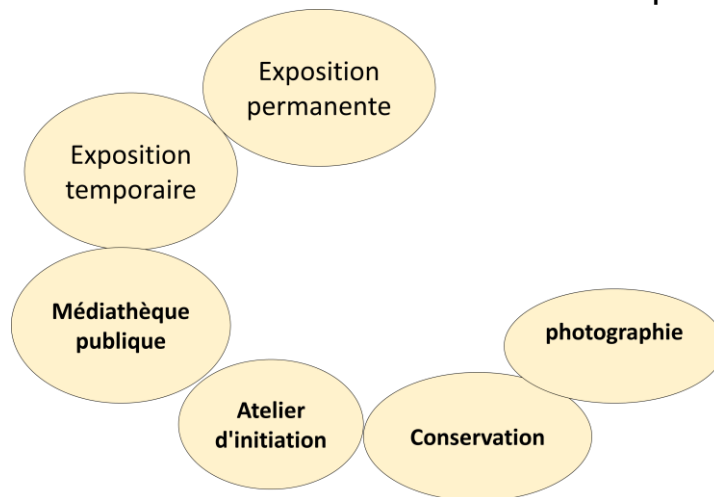 Exposition
permanente
Exposition
temporaire
Médiathèque
publique
Atelier
d'initiation
Conservation
photographie